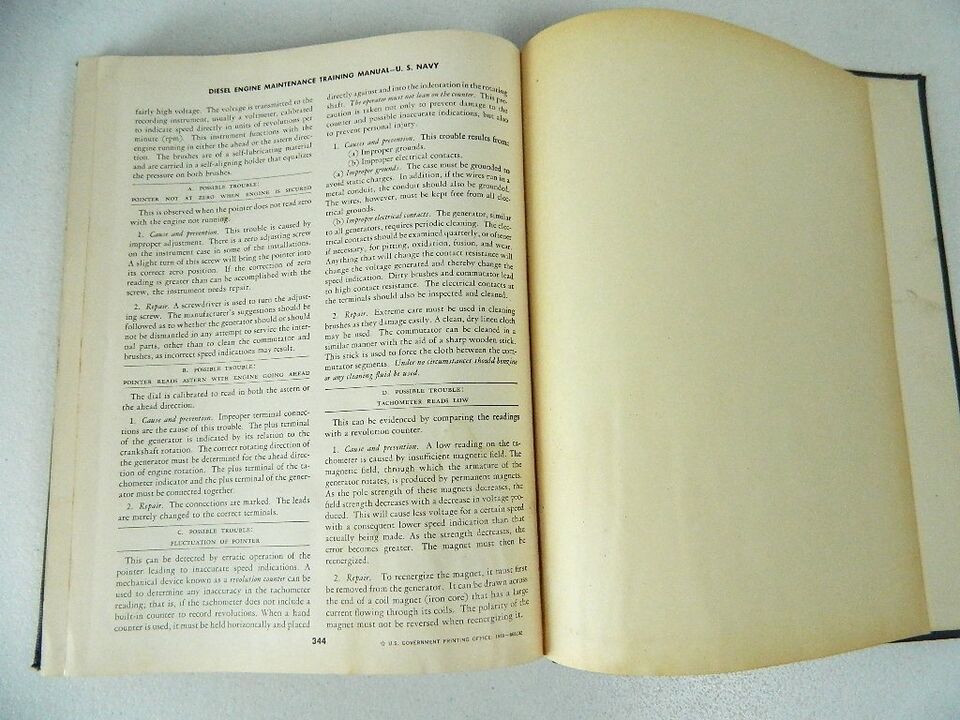 DIESEL ENGINE MAINTENANCE TRAINING MANUAL—U. S. NAVY
fairly high voltage. The voltage is transmitted to the
recording instrument, usually a voltmeter, calibrated
to indicate speed directly in units of revolutions per
minute (rpm). This instrument functions with the
engine running in either the ahead or the astern direc-
tion. The brushes are of a self-lubricating material
and are carried in a self-aligning holder that equalizes
the pressure on both brushes.
A. POSSIBLE TROUBLE:
POINTER NOT AT ZERO WHEN ENGINE IS SECURED
This is observed when the pointer does not read zero
with the engine not running.
1. Cause and prevention. This trouble is caused by
improper adjustment. There is a zero adjusting screw
on the instrument case in some of the installations.
A slight turn of this screw will bring the pointer into
its correct zero position. If the correction of zero
reading is greater than can be accomplished with the
screw, the instrument needs repair.
2. Repair. A screwdriver is used to turn the adjust-
ing screw. The manufacturer's suggestions should be
followed as to whether the generator should or should
not be dismantled in any attempt to service the inter-
nal parts, other than to clean the commutator and
brushes, as incorrect speed indications may result.
B. POSSIBLE TROUBLE:
POINTER READS ASTERN WITH ENGINE GOING AHEAD
The dial is calibrated to read in both the astern or
the ahead direction.
1. Cause and prevention. Improper terminal connec-
tions are the cause of this trouble. The plus terminal
of the generator is indicated by its relation to the
crankshaft rotation. The correct rotating direction of
the generator must be determined for the ahead direc-
tion of engine rotation. The plus terminal of the ta-
chometer indicator and the plus terminal of the gener-
ator must be connected together.
2. Repair. The connections are marked. The leads
are merely changed to the correct terminals.
C. POSSIBLE TROUBLE:
FLUCTUATION OF POINTER
This can be detected by erratic operation of the
pointer leading to inaccurate speed indications. A
mechanical device known as a revolution counter can be
used to determine any inaccuracy in the tachometer
reading; that is, if the tachometer does not include a
built-in counter to record revolutions. When a hand
counter is used, it must be held horizontally and placed
directly against and into the indentation in the rotating
shaft. The operator must not lean on the counter. This pre-
caution is taken not only to prevent damage to the
counter and possible inaccurate indications, but also
to prevent personal injury.
1. Causes and prevention. This trouble results from:
(a) Improper grounds.
(b) Improper electrical contacts.
(a) Improper grounds. The case must be grounded to
avoid static charges. In addition, if the wires run in a
metal conduit, the conduit should also be grounded.
The wires, however, must be kept free from all elec-
trical grounds.
(b) Improper electrical contacts. The generator, similar
to all generators, requires periodic cleaning. The elec-
trical contacts should be examined quarterly, or oftener
if necessary, for pitting, oxidation, fusion, and wear.
Anything that will change the contact resistance will
change the voltage generated and thereby change the
speed indication. Dirty brushes and commutator lead
to high contact resistance. The electrical contacts at
the terminals should also be inspected and cleaned.
2. Repair. Extreme care must be used in cleaning
brushes as they damage easily. A clean, dry linen cloth
may be used. The commutator can be cleaned in a
similar manner with the aid of a sharp wooden stick.
This stick is used to force the cloth between the com-
mutator segments. Under no circumstances should benzine
or any cleaning fluid be used.
D. POSSIBLE TROUBLE:
TACHOMETER READS LOW
This can be evidenced by comparing the readings
with a revolution counter.
1. Cause and prevention. A low reading on the ta-
chometer is caused by insufficient magnetic field. The
magnetic field, through which the armature of the
generator rotates, is produced by permanent magnets.
As the pole strength of these magnets decreases, the
field strength decreases with a decrease in voltage pro-
duced. This will cause less voltage for a certain speed
with a consequent lower speed indication than that
actually being made. As the strength decreases, the
error becomes greater. The magnet must then be
reenergized.
2. Repair. To reenergize the magnet, it must first
be removed from the generator. It can be drawn across
the end of a coil magnet (iron core) that has a large
current flowing through its coils. The polarity of the
magnet must not be reversed when reenergizing it.
344
U.S. GOVERNMENT PRINTING OFFICE: